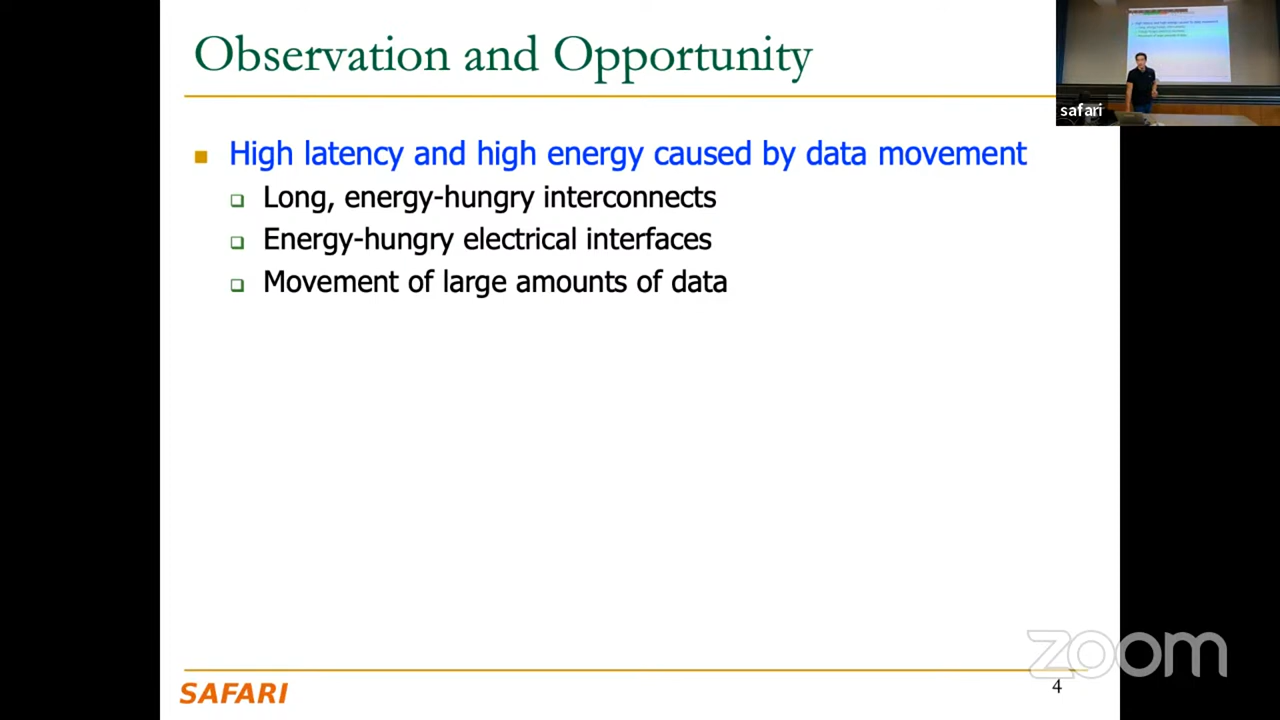 Observation and Opportunity
safari
High latency and high energy caused by data movement
Long, energy-hungry interconnects
Energy-hungry electrical interfaces
Movement of large amounts of data
zoom
SAFARI
4